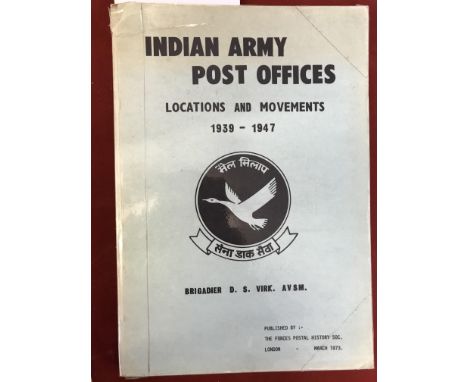 INDIAN ARMY
POST OFFICES
LOCATIONS AND MOVEMENTS
1939 - 1947
मेल मिलाप
सेना डाक सेवा
BRIGADIER D. S. VIRK. AVSM.
PUBLISHED BY :-
THE FORCES POSTAL HISTORY SOC.
LONDON - MARCH 1973.